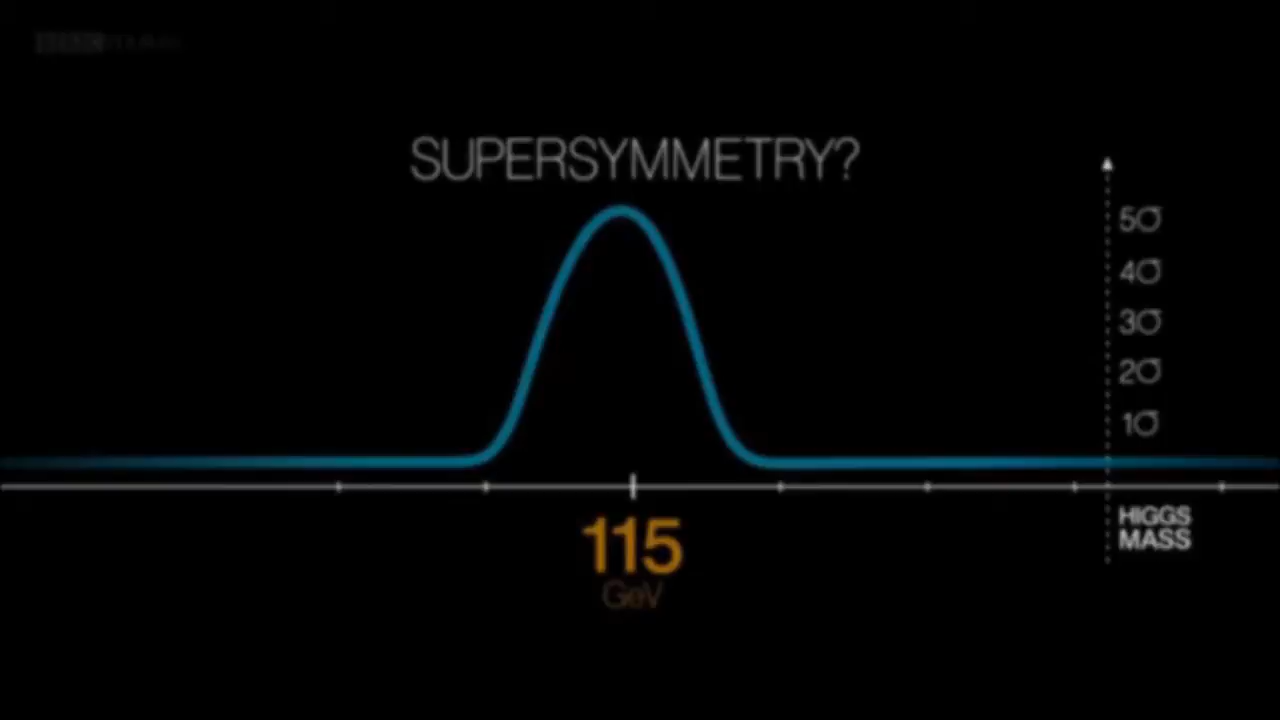 SUPERSYMMETRY?
5σ
4σ
3σ
2σ
1σ
115
GeV
HIGGS
MASS